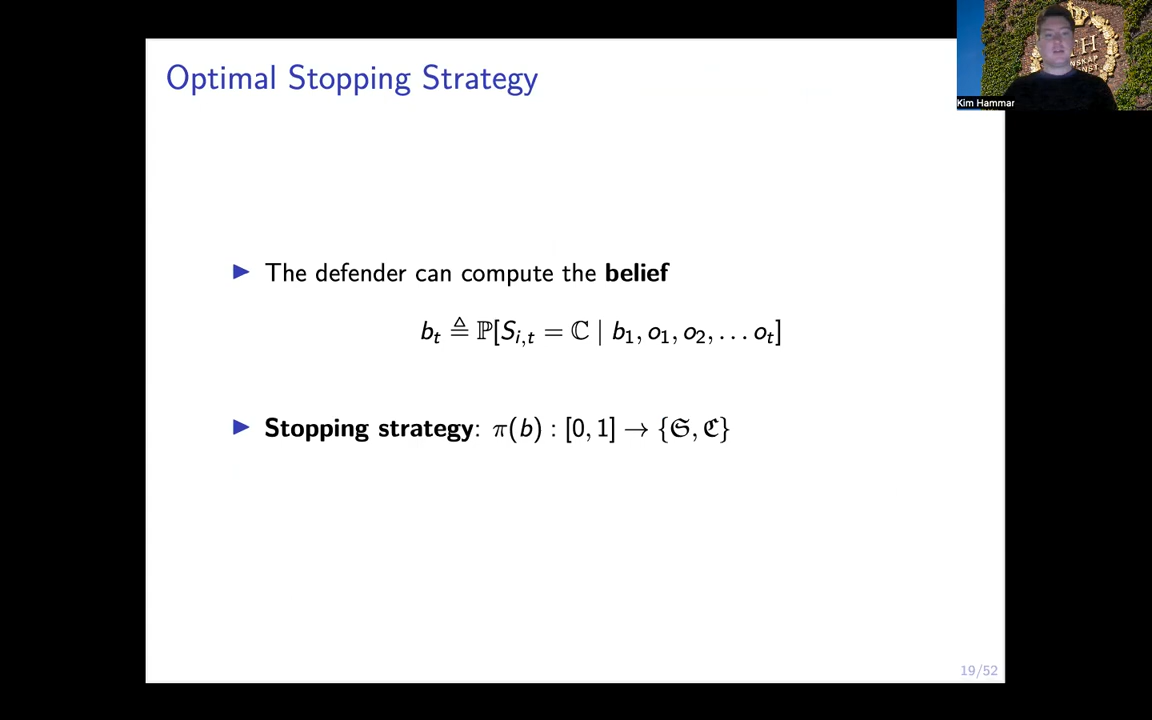 Optimal Stopping Strategy
KTH
Kim Hammar
▶ The defender can compute the belief
b_t ≜ ℙ[S_{i,t} = ℂ | b_1, o_1, o_2, … o_t]
▶ Stopping strategy: π(b) : [0, 1] → {𝔖, ℭ}
19/52